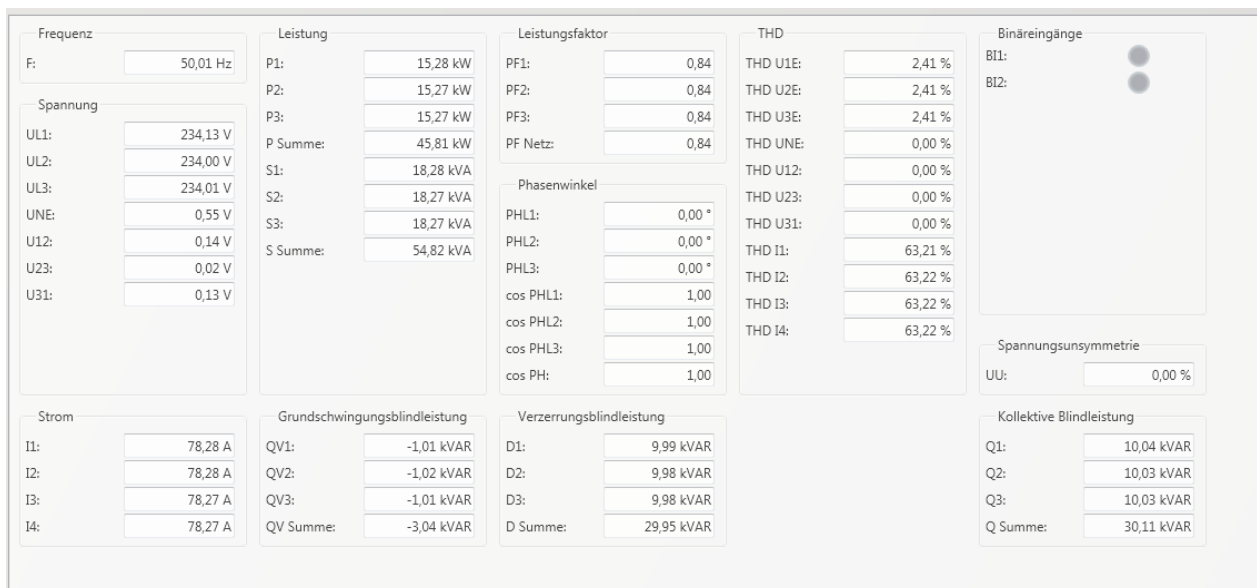 Frequenz
F: 50,01 Hz
Spannung
UL1: 234,13 V
UL2: 234,00 V
UL3: 234,01 V
UNE: 0,55 V
U12: 0,14 V
U23: 0,02 V
U31: 0,13 V
Leistung
P1: 15,28 kW
P2: 15,27 kW
P3: 15,27 kW
P Summe: 45,81 kW
S1: 18,28 kVA
S2: 18,27 kVA
S3: 18,27 kVA
S Summe: 54,82 kVA
Leistungsfaktor
PF1: 0,84
PF2: 0,84
PF3: 0,84
PF Netz: 0,84
Phasenwinkel
PHL1: 0,00 °
PHL2: 0,00 °
PHL3: 0,00 °
cos PHL1: 1,00
cos PHL2: 1,00
cos PHL3: 1,00
cos PH: 1,00
THD
THD U1E: 2,41 %
THD U2E: 2,41 %
THD U3E: 2,41 %
THD UNE: 0,00 %
THD U12: 0,00 %
THD U23: 0,00 %
THD U31: 0,00 %
THD I1: 63,21 %
THD I2: 63,22 %
THD I3: 63,22 %
THD I4: 63,22 %
Binäreingänge
BI1:
BI2:
Spannungsunsymmetrie
UU: 0,00 %
Strom
I1: 78,28 A
I2: 78,28 A
I3: 78,27 A
I4: 78,27 A
Grundschwingungsblindleistung
QV1: -1,01 kVAR
QV2: -1,02 kVAR
QV3: -1,01 kVAR
QV Summe: -3,04 kVAR
Verzerrungsblindleistung
D1: 9,99 kVAR
D2: 9,98 kVAR
D3: 9,98 kVAR
D Summe: 29,95 kVAR
Kollektive Blindleistung
Q1: 10,04 kVAR
Q2: 10,03 kVAR
Q3: 10,03 kVAR
Q Summe: 30,11 kVAR